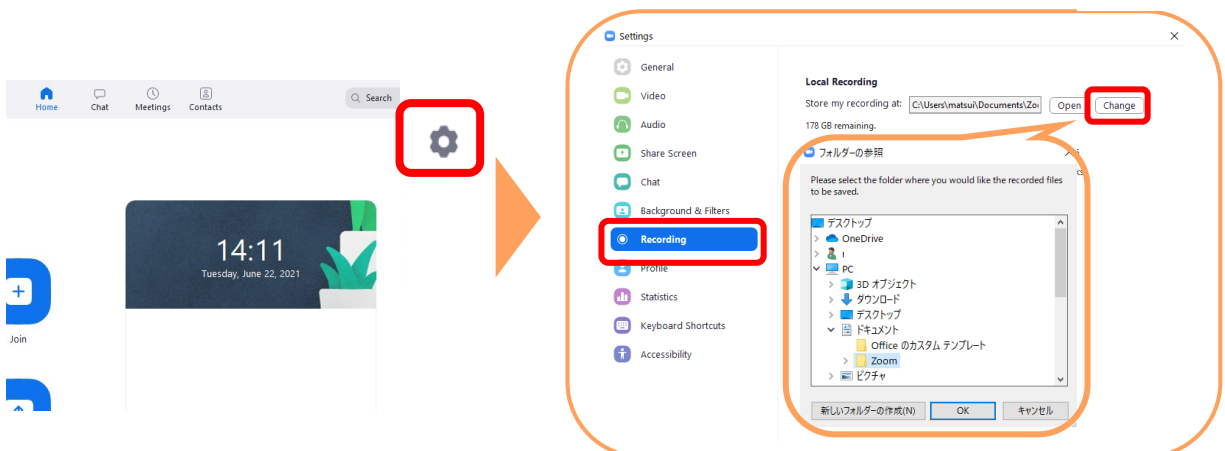 Home
Chat
Meetings
Contacts
Search
14:11
Tuesday, June 22, 2021
Join
Settings
General
Video
Audio
Share Screen
Chat
Background & Filters
Recording
Profile
Statistics
Keyboard Shortcuts
Accessibility
Local Recording
Store my recording at:
C:\Users\matsui\Documents\Zoo
Open
Change
178 GB remaining.
フォルダーの参照
Please select the folder where you would like the recorded files
to be saved.
デスクトップ
OneDrive
PC
3D オブジェクト
ダウンロード
デスクトップ
ドキュメント
Office のカスタム テンプレート
Zoom
ピクチャ
新しいフォルダーの作成(N)
OK
キャンセル